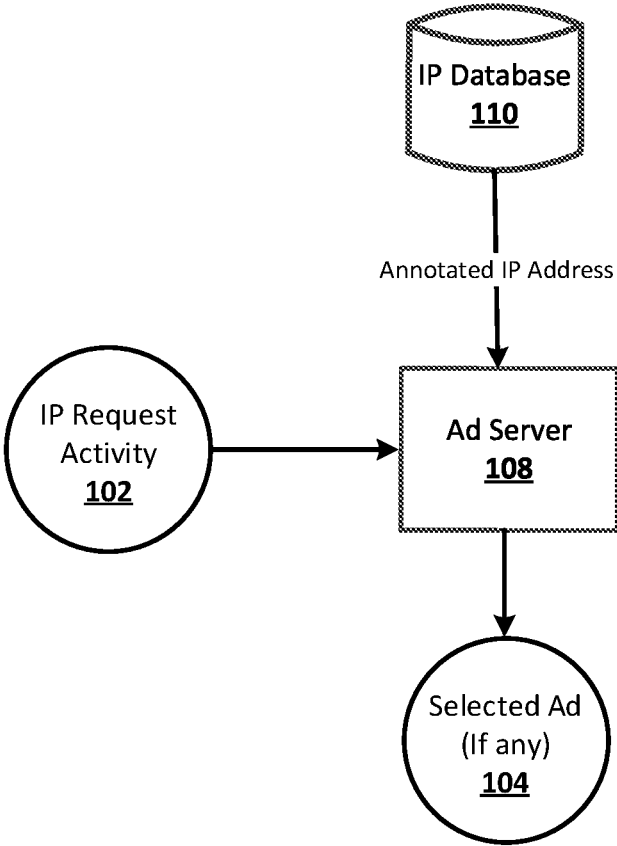 IP Database
110
Annotated IP Address
IP Request
Activity
102
Ad Server
108
Selected Ad
(If any)
104